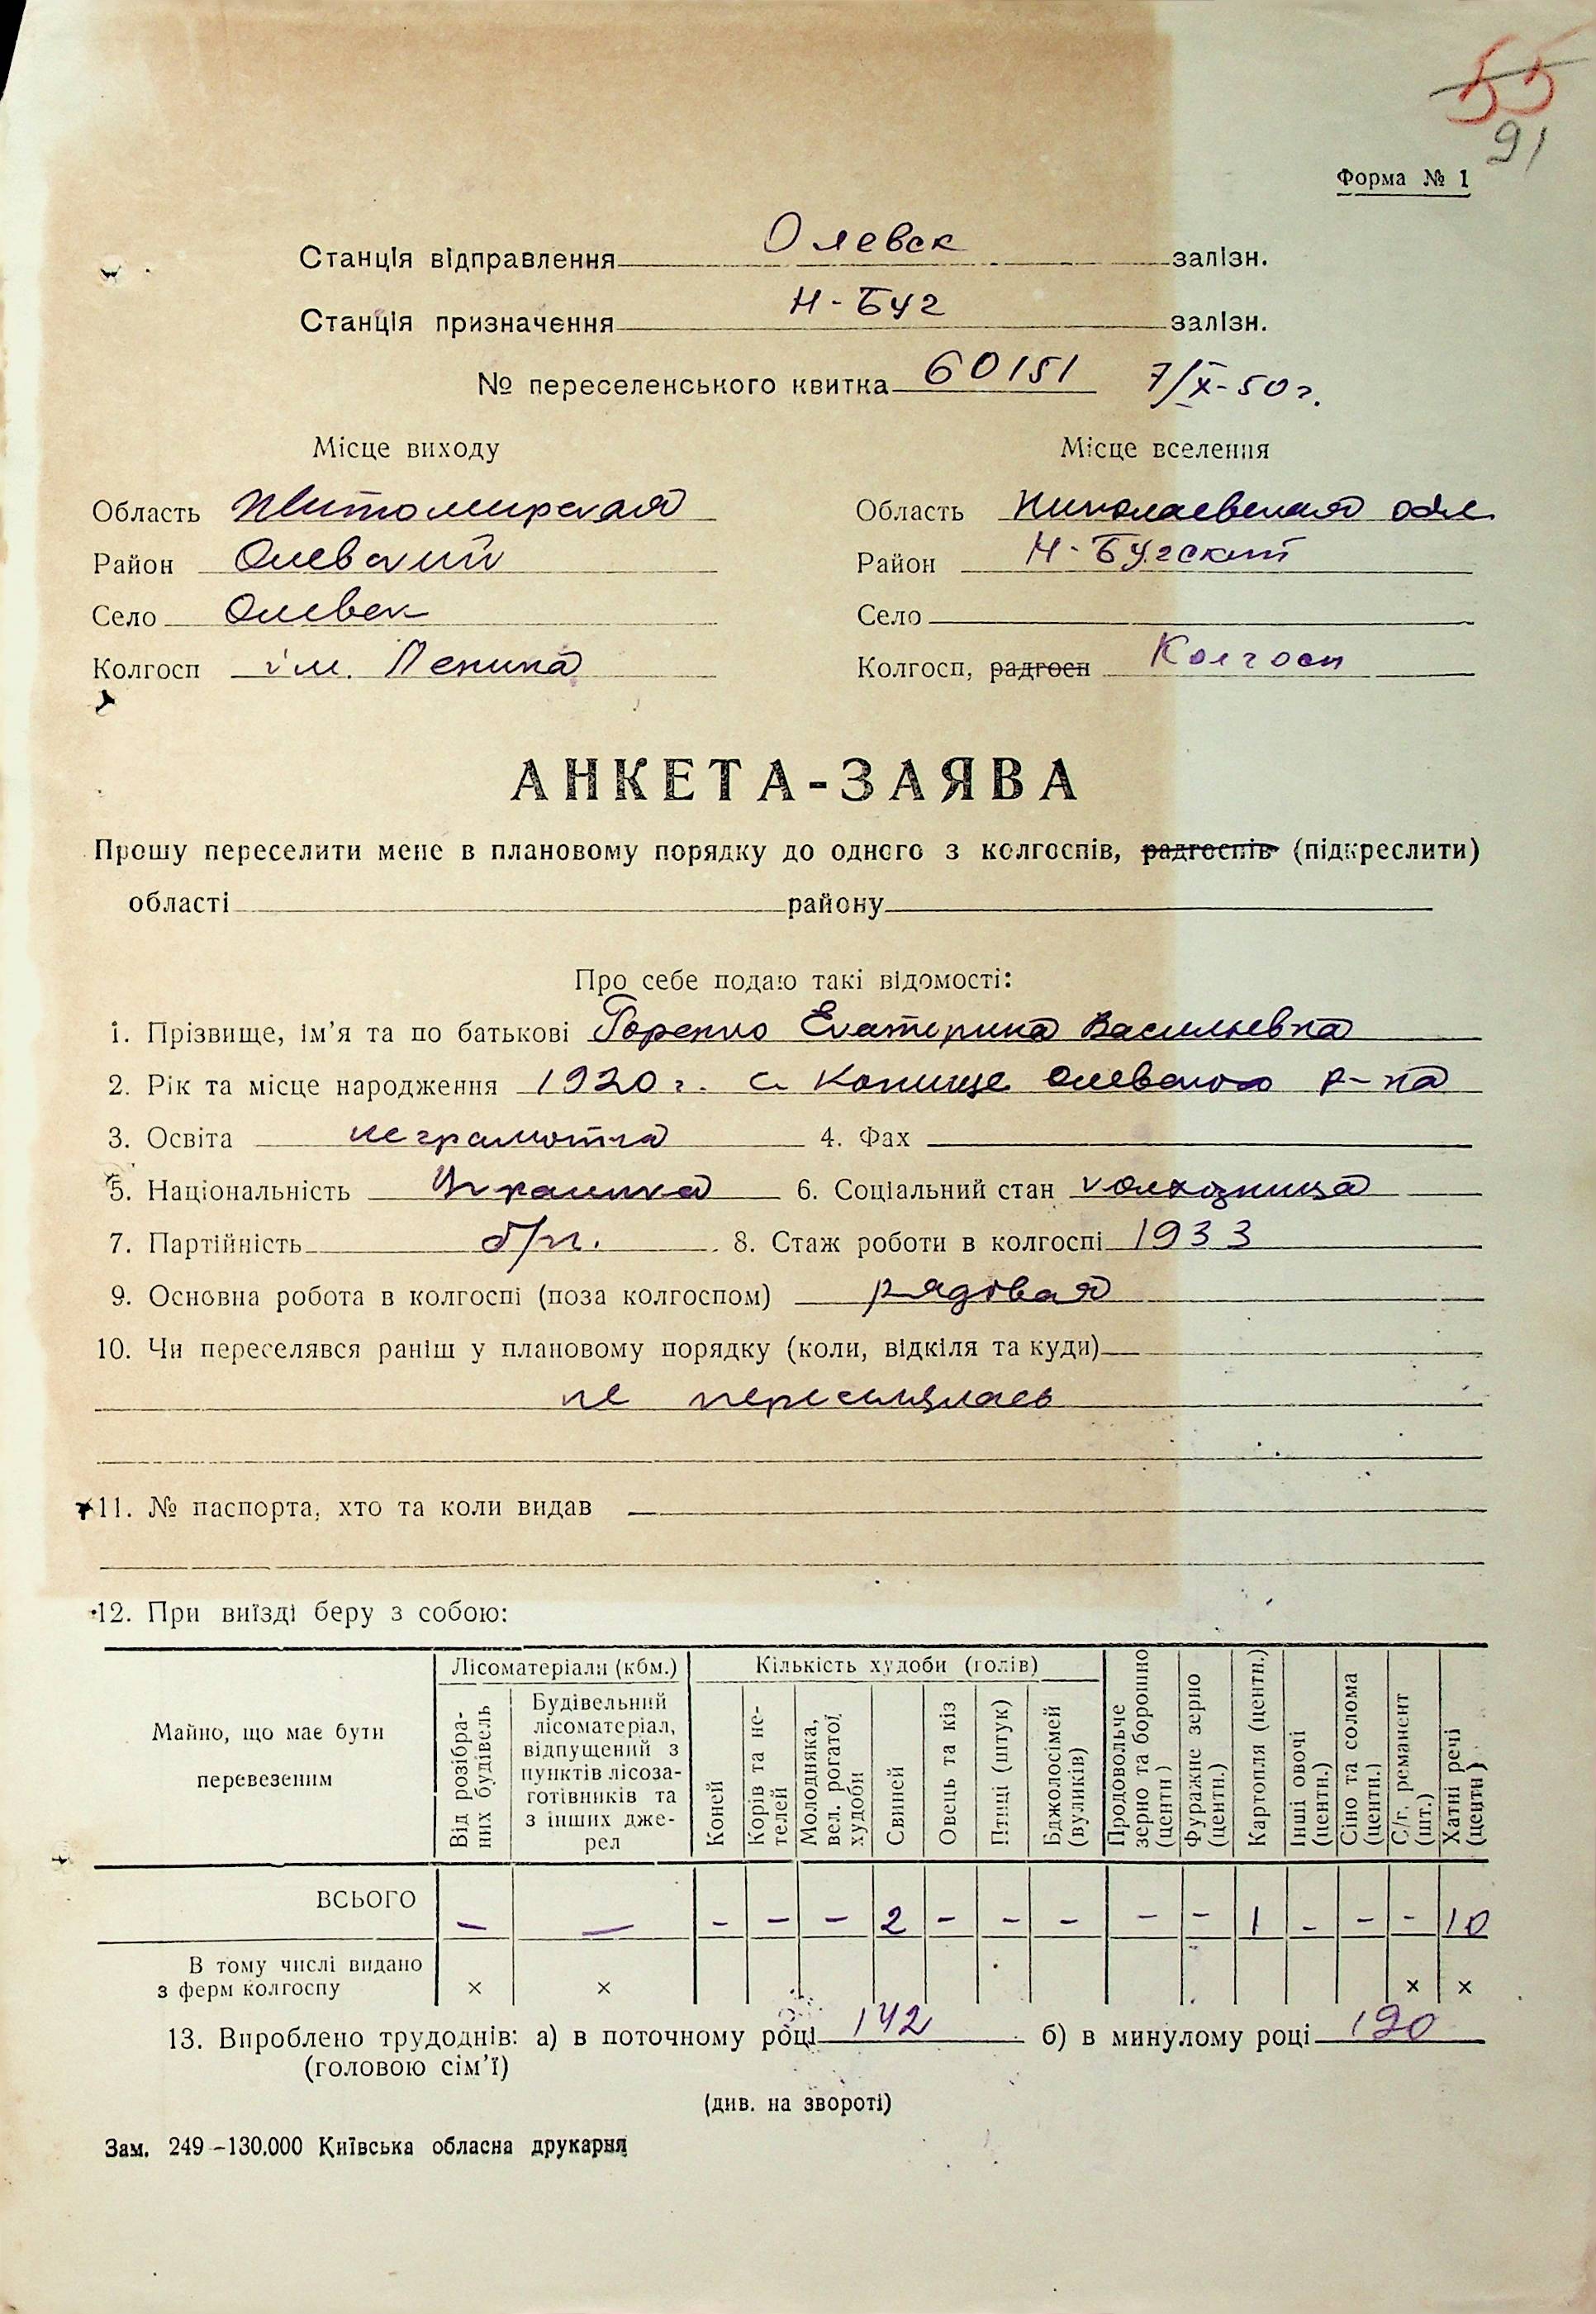 55
91
Форма № 1
Станція відправлення Олевск залізн.
Станція призначення Н-Буг залізн.
№ переселенського квитка 60151 7/X-50г.
Місце виходу Місце вселення
Область Житомирская Область Николаевская обл
Район Олевский Район Н-Бугский
Село Олевск Село
Колгосп ім. Ленина Колгосп, радгосп Колгосп
АНКЕТА-ЗАЯВА
Прошу переселити мене в плановому порядку до одного з колгоспів, радгоспів (підкреслити)
області району
Про себе подаю такі відомості:
1. Прізвище, ім'я та по батькові Горенко Екатерина Васильевна
2. Рік та місце народження 1920 г. с. Копище Олевского р-на
3. Освіта неграмотна 4. Фах
5. Національність Украинка 6. Соціальний стан колхозница
7. Партійність б/п. 8. Стаж роботи в колгоспі 1933
9. Основна робота в колгоспі (поза колгоспом) рядовая
10. Чи переселявся раніш у плановому порядку (коли, відкіля та куди)
не переселялась
11. № паспорта, хто та коли видав
12. При виїзді беру з собою:
Майно, що має бути перевезеним
Лісоматеріали (кбм.)
Від розібраних будівель
Будівельний лісоматеріал, відпущений з пунктів лісозаготівників та з інших джерел
Кількість худоби (голів)
Коней
Корів та нетелей
Молодняка, вел. рогатої худоби
Свиней
Овець та кіз
Птиці (штук)
Бджолосімей (вуликів)
Продовольче зерно та борошно (центн)
Фуражне зерно (центн.)
Картопля (центн.)
Інші овочі (центн.)
Сіно та солома (центн.)
С/г. реманент (шт.)
Хатні речі (центн)
ВСЬОГО — — - - - 2 - - - - - 1 - - - 10
В тому числі видано
з ферм колгоспу × × × ×
13. Вироблено трудоднів: а) в поточному році 142 б) в минулому році 190
(головою сім'ї)
(див. на звороті)
Зам. 249–130.000 Київська обласна друкарня